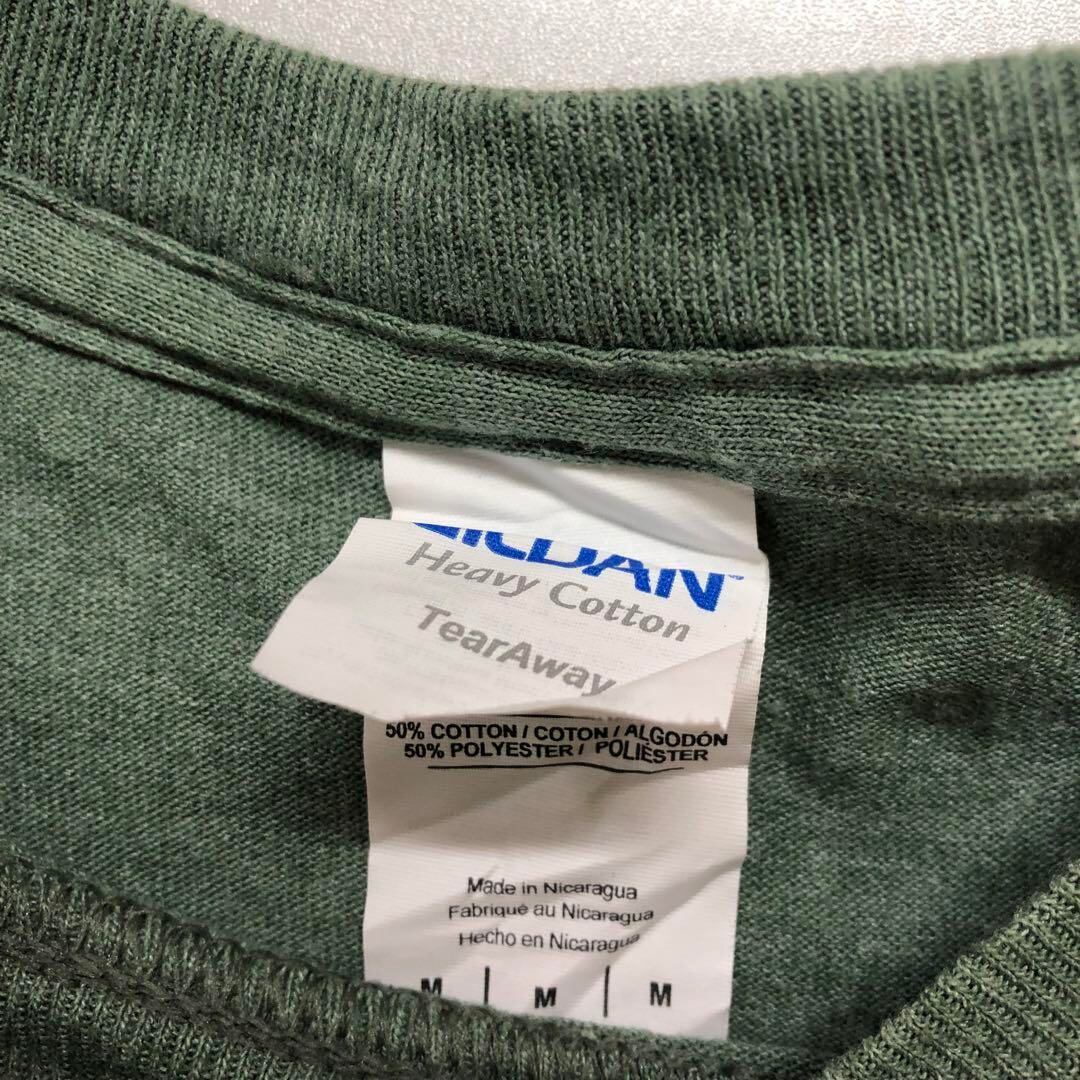 GILDAN
Heavy Cotton
TearAway
50% COTTON / COTON / ALGODÓN
50% POLYESTER / POLIÉSTER
Made in Nicaragua
Fabriqué au Nicaragua
Hecho en Nicaragua
M | M | M